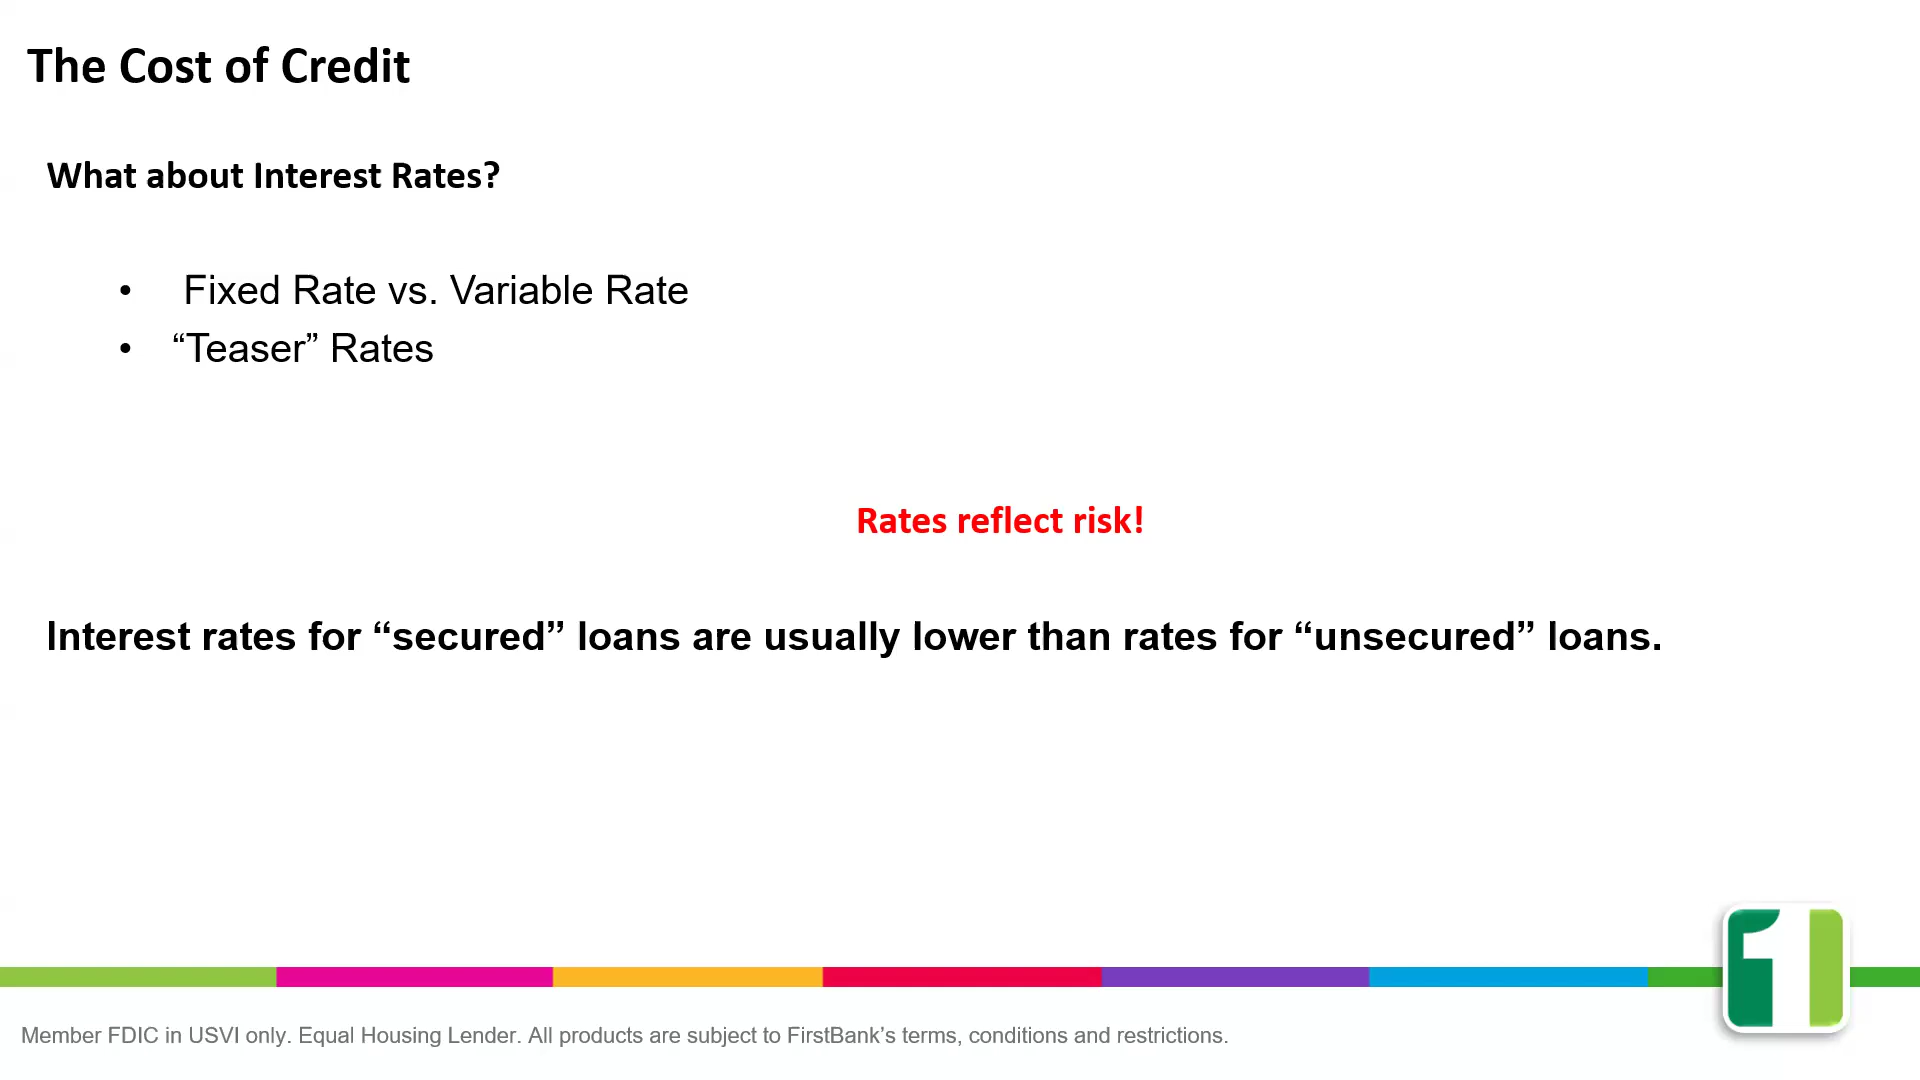 The Cost of Credit
What about Interest Rates?
• Fixed Rate vs. Variable Rate
• “Teaser” Rates
Rates reflect risk!
Interest rates for “secured” loans are usually lower than rates for “unsecured” loans.
1
Member FDIC in USVI only. Equal Housing Lender. All products are subject to FirstBank’s terms, conditions and restrictions.